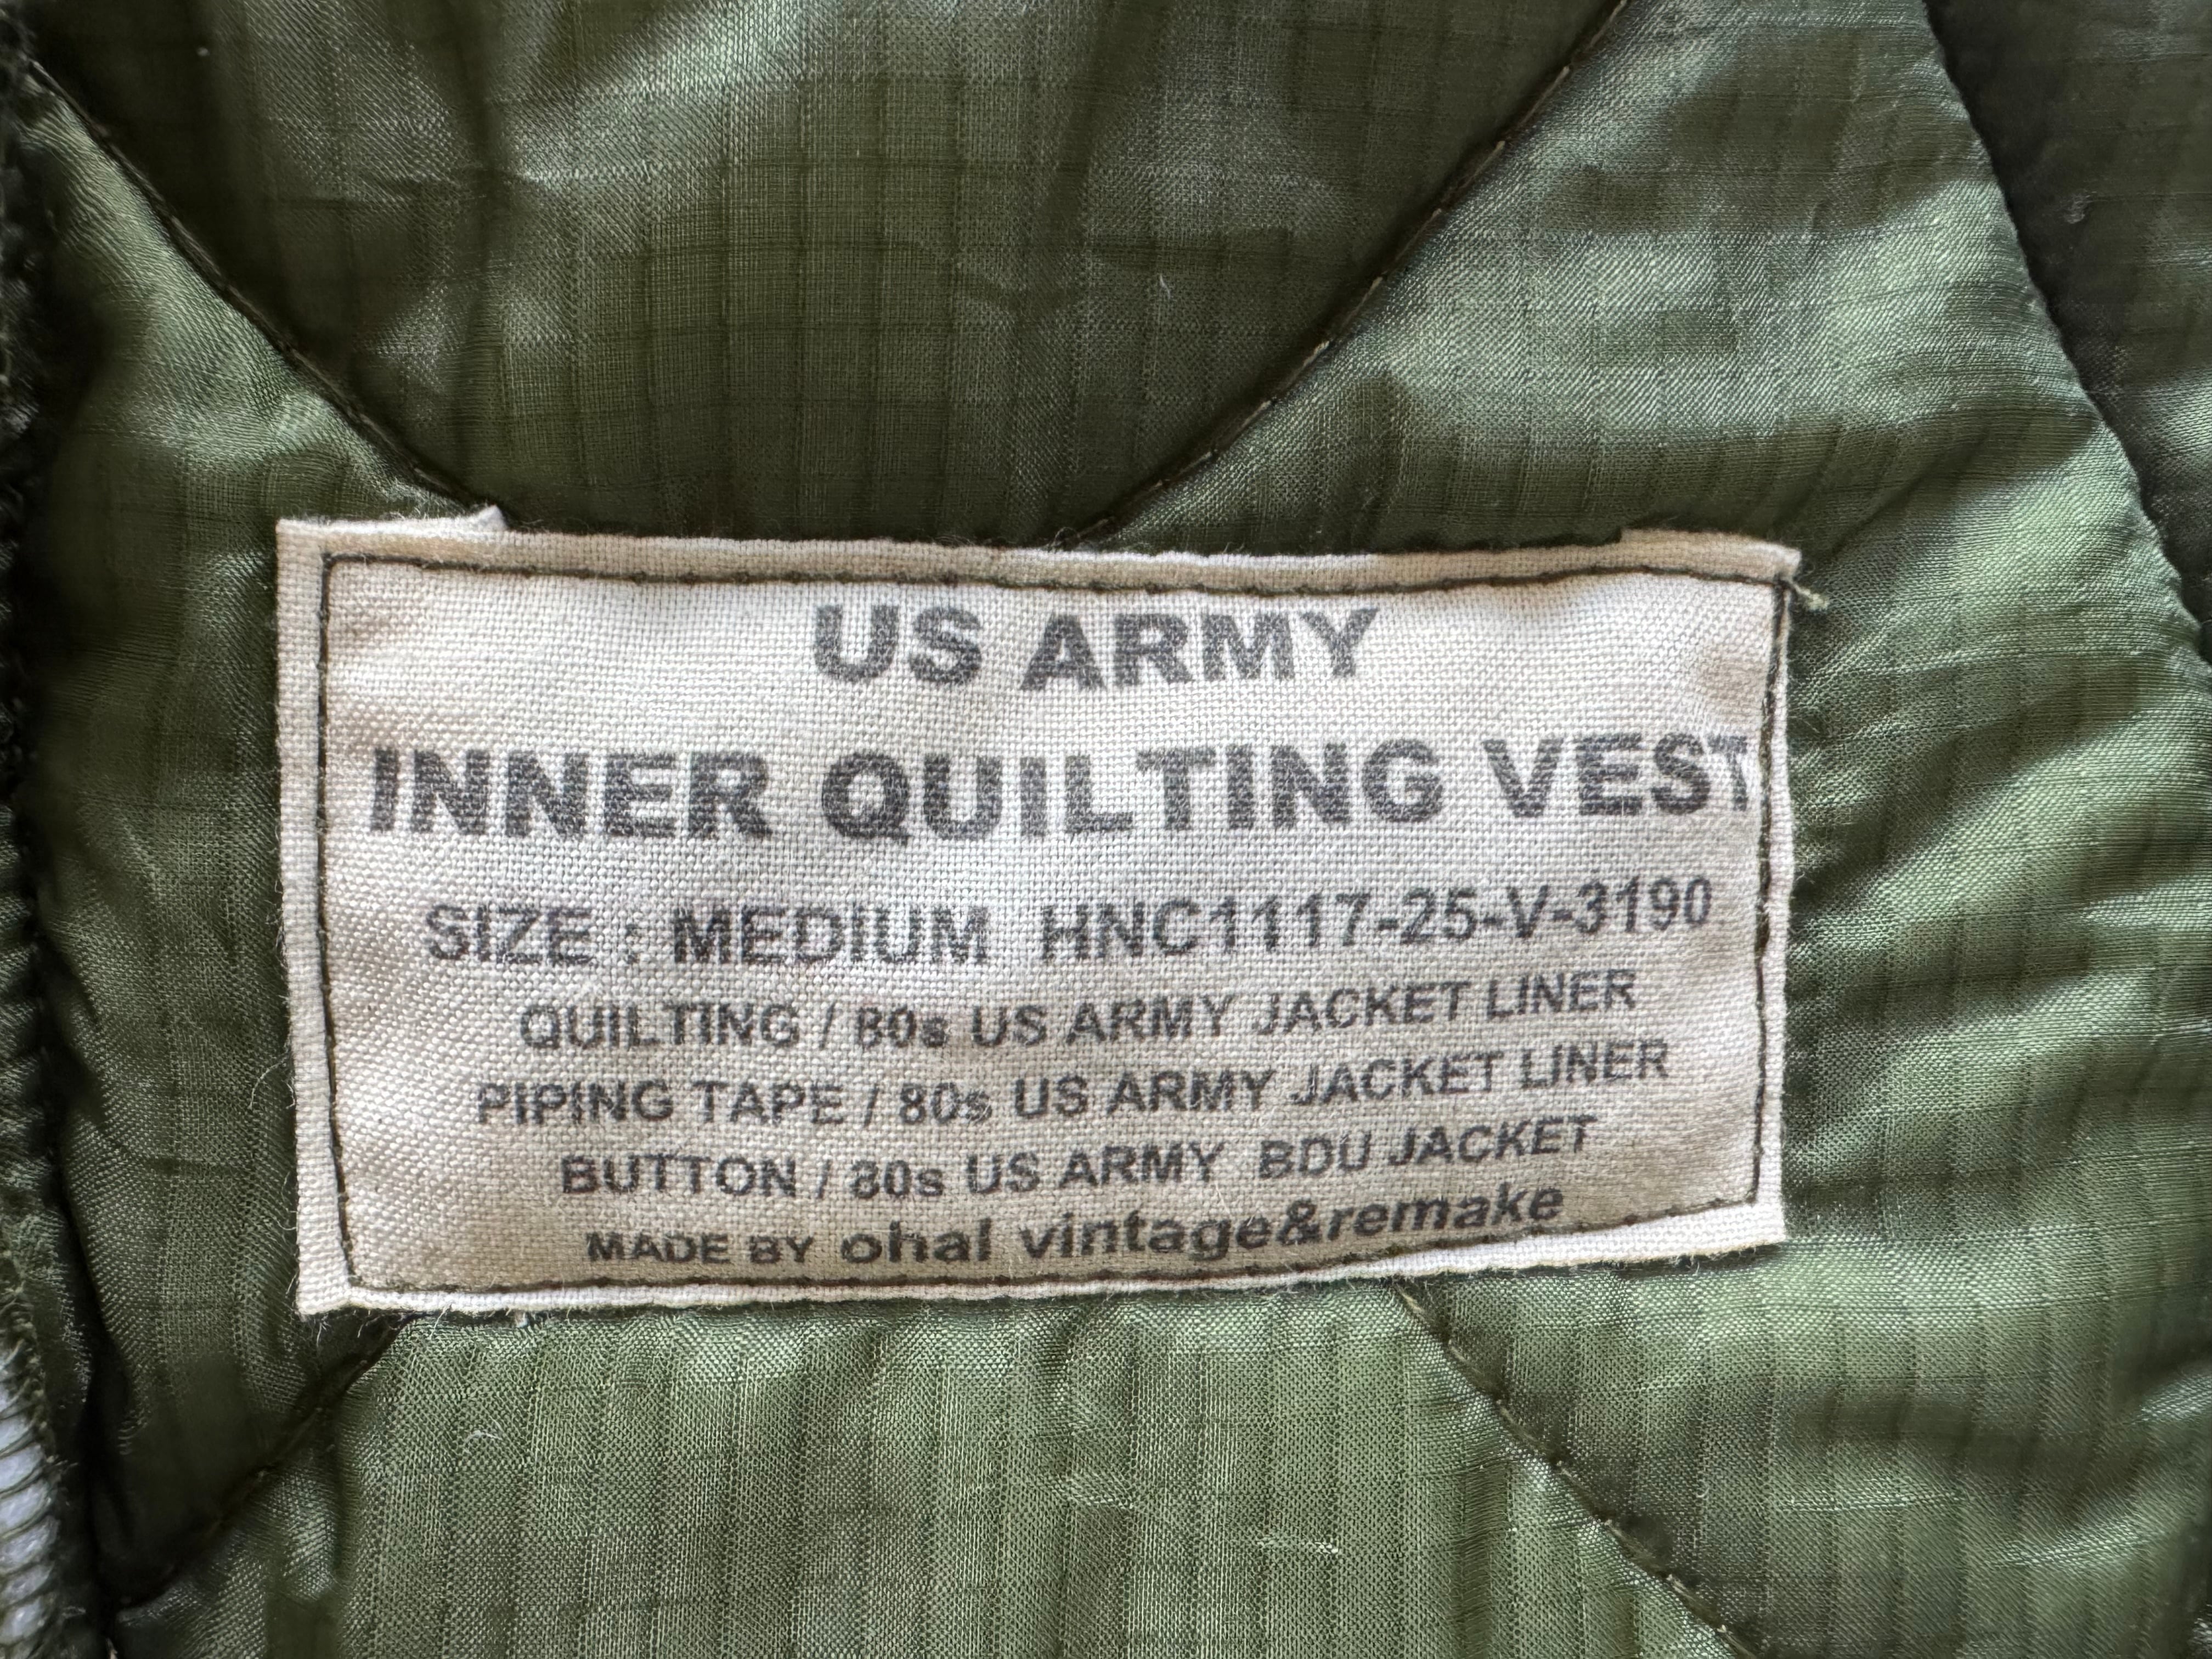 US ARMY
INNER QUILTING VEST
SIZE : MEDIUM HNC1117-25-V-3190
QUILTING / 80s US ARMY JACKET LINER
PIPING TAPE / 80s US ARMY JACKET LINER
BUTTON / 80s US ARMY BDU JACKET
MADE BY ohal vintage&remake